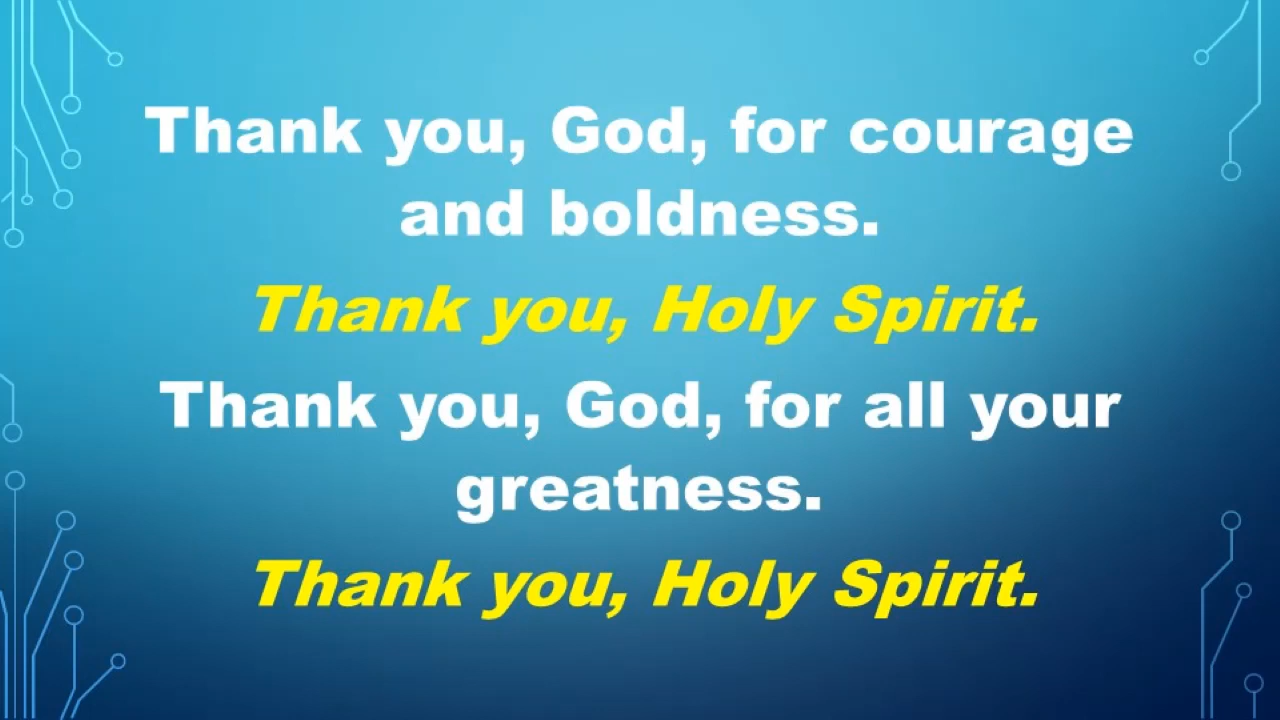 Thank you, God, for courage
and boldness.
Thank you, Holy Spirit.
Thank you, God, for all your
greatness.
Thank you, Holy Spirit.